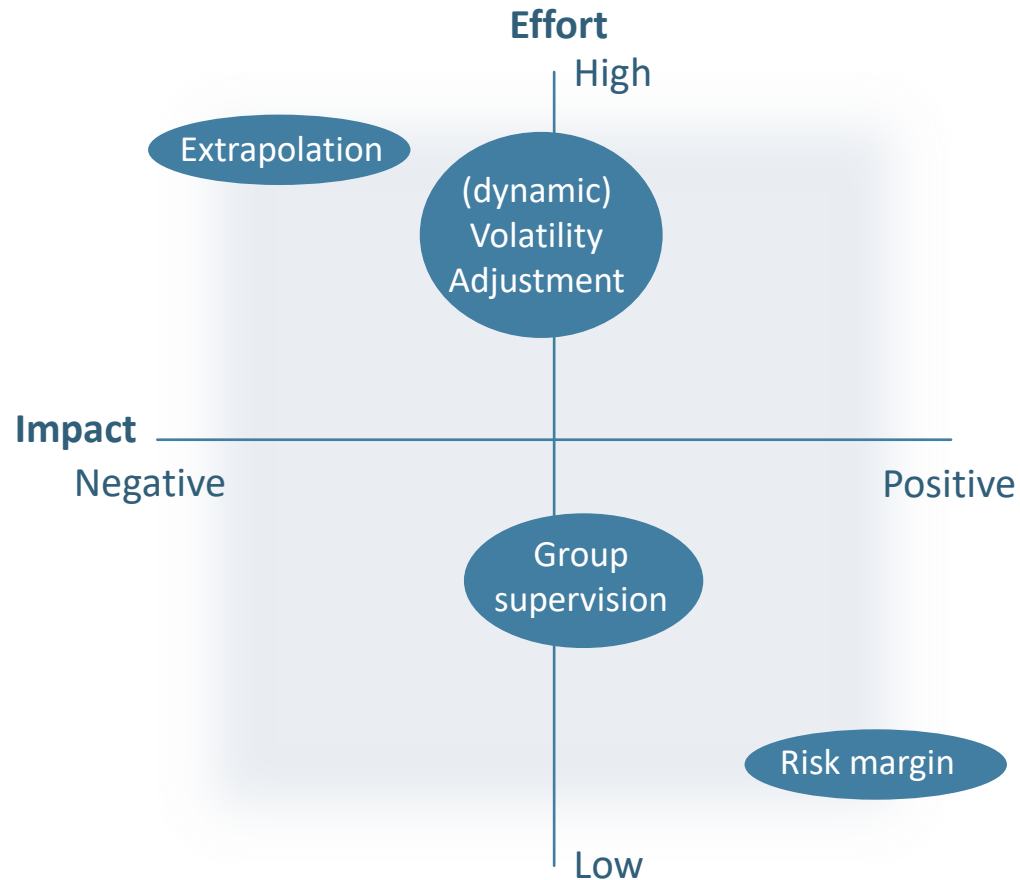 Effort
High
Extrapolation
(dynamic)
Volatility
Adjustment
Impact
Negative
Positive
Group
supervision
Risk margin
Low